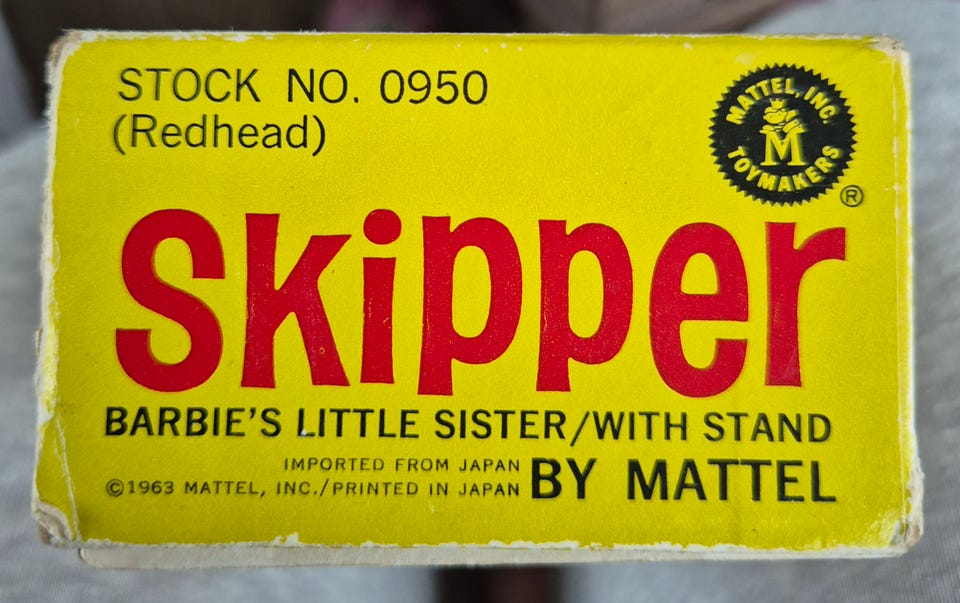 STOCK NO. 0950
(Redhead)
MATTEL, INC.
M
TOYMAKERS
®
Skipper
BARBIE'S LITTLE SISTER/WITH STAND
IMPORTED FROM JAPAN
©1963 MATTEL, INC./PRINTED IN JAPAN
BY MATTEL